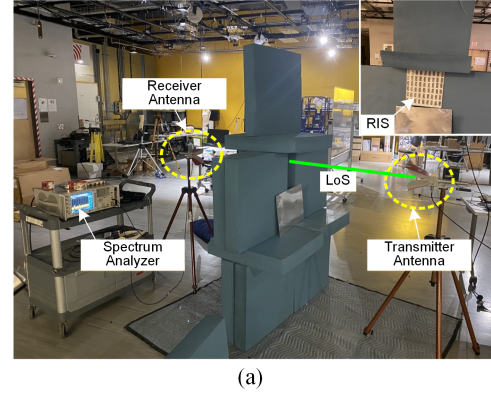 Receiver
Antenna
RIS
LoS
Spectrum
Analyzer
Transmitter
Antenna
(a)